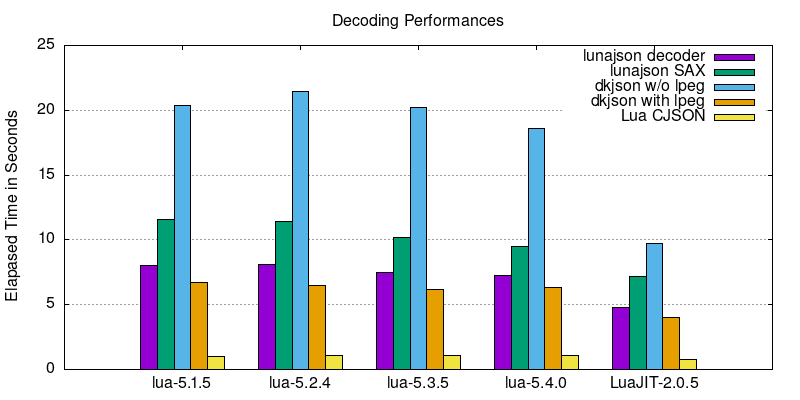 Decoding Performances
25
20
15
10
5
0
Elapased Time in Seconds
lunajson decoder
lunajson SAX
dkjson w/o lpeg
dkjson with lpeg
Lua CJSON
lua-5.1.5
lua-5.2.4
lua-5.3.5
lua-5.4.0
LuaJIT-2.0.5